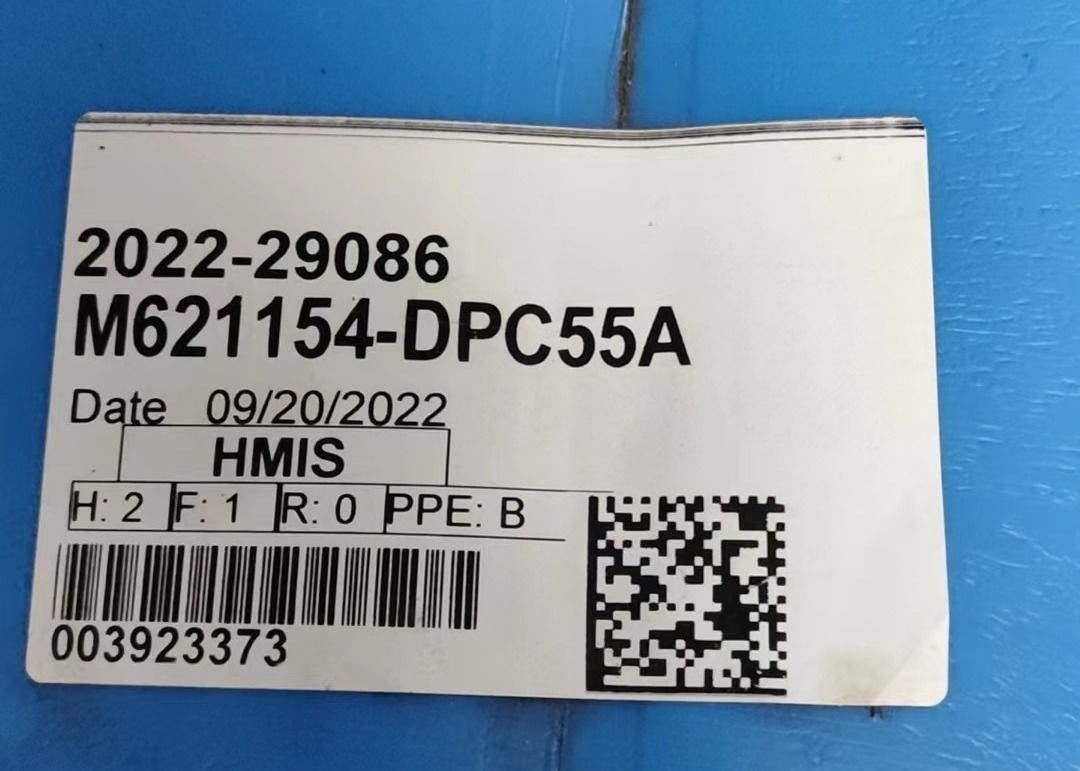 2022-29086
M621154-DPC55A
Date 09/20/2022
HMIS
H: 2 F: 1 R: 0 PPE: B
003923373